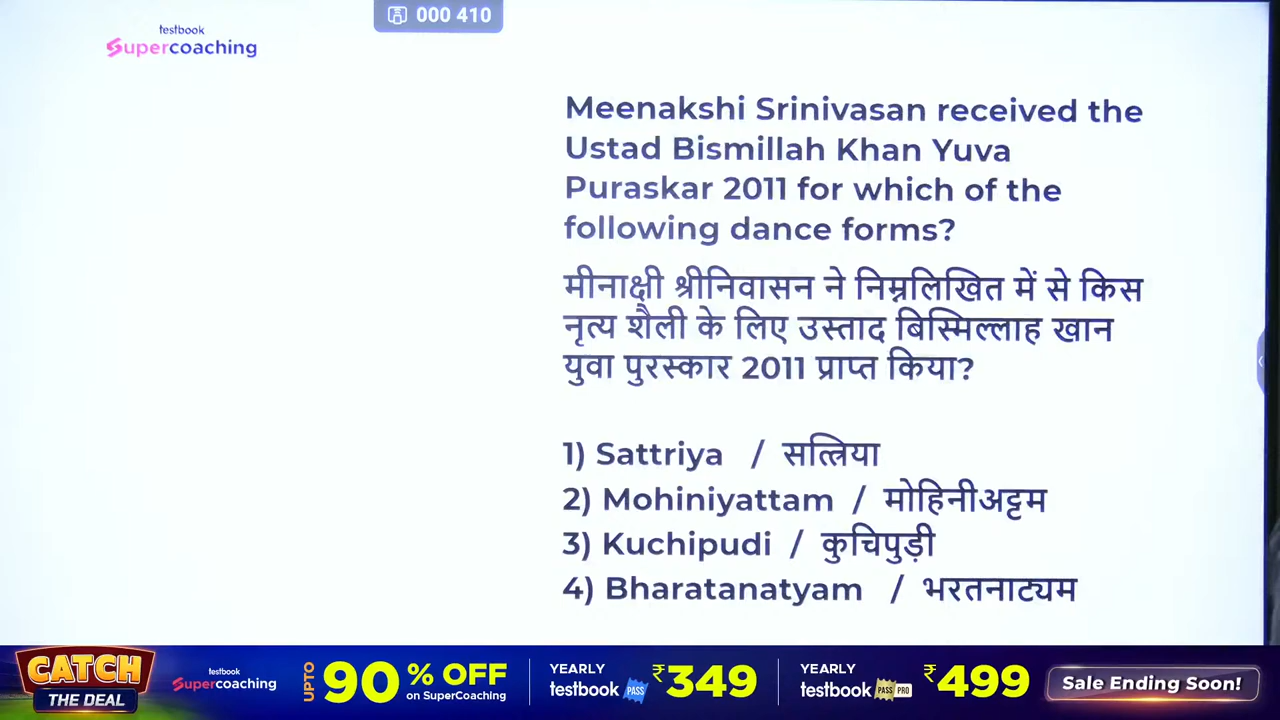 000 410
testbook
Supercoaching
Meenakshi Srinivasan received the
Ustad Bismillah Khan Yuva
Puraskar 2011 for which of the
following dance forms?
मीनाक्षी श्रीनिवासन ने निम्नलिखित में से किस
नृत्य शैली के लिए उस्ताद बिस्मिल्लाह खान
युवा पुरस्कार 2011 प्राप्त किया?
1) Sattriya / सत्त्रिया
2) Mohiniyattam / मोहिनीअट्टम
3) Kuchipudi / कुचिपुड़ी
4) Bharatanatyam / भरतनाट्यम
CATCH
THE DEAL
testbook
Supercoaching
UPTO 90% OFF
on SuperCoaching
YEARLY
testbook PASS
₹349
YEARLY
testbook PASS PRO
₹499
Sale Ending Soon!